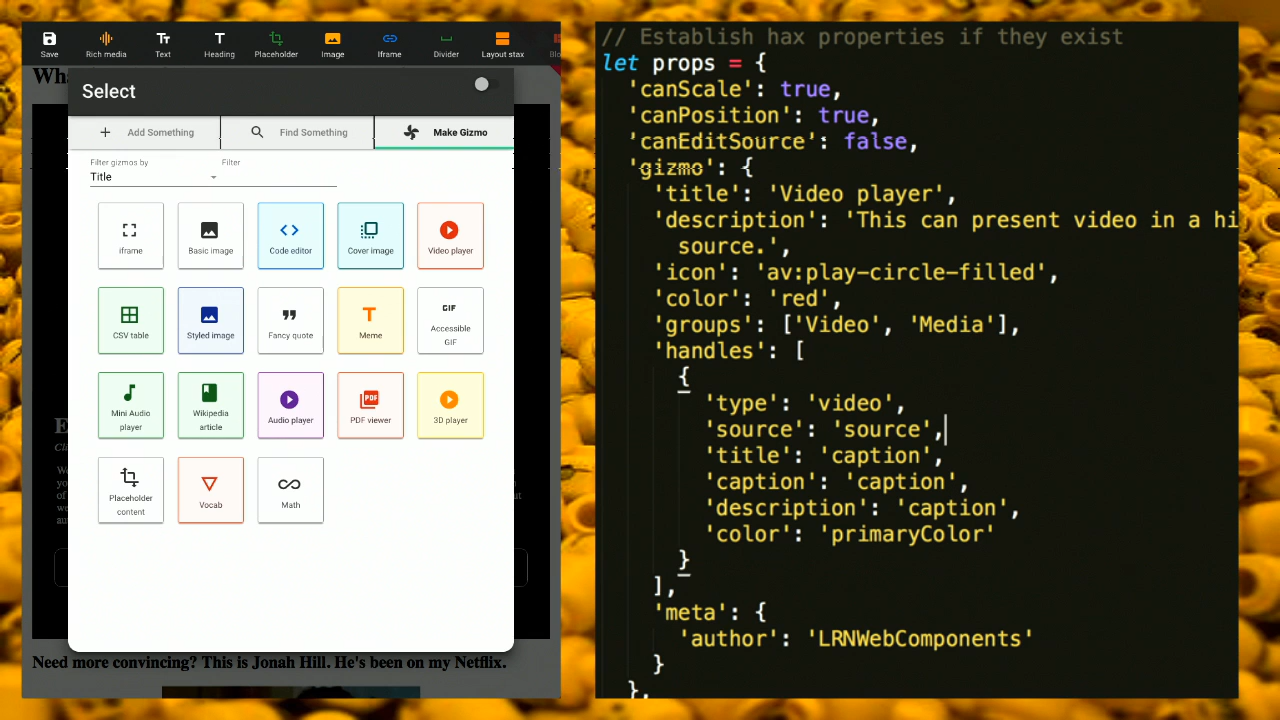 Save
Rich media
Text
Heading
Placeholder
Image
Iframe
Divider
Layout stax
Select
Add Something
Find Something
Make Gizmo
Filter gizmos by
Filter
Title
iframe
Basic image
Code editor
Cover image
Video player
CSV table
Styled image
Fancy quote
Meme
GIF
Accessible
GIF
Mini Audio
player
Wikipedia
article
Audio player
PDF
PDF viewer
3D player
Placeholder
content
Vocab
Math
Need more convincing? This is Jonah Hill. He's been on my Netflix.
// Establish hax properties if they exist
let props = {
'canScale': true,
'canPosition': true,
'canEditSource': false,
'gizmo': {
'title': 'Video player',
'description': 'This can present video in a hi
source.',
'icon': 'av:play-circle-filled',
'color': 'red',
'groups': ['Video', 'Media'],
'handles': [
{
'type': 'video',
'source': 'source',
'title': 'caption',
'caption': 'caption',
'description': 'caption',
'color': 'primaryColor'
}
],
'meta': {
'author': 'LRNWebComponents'
}
},